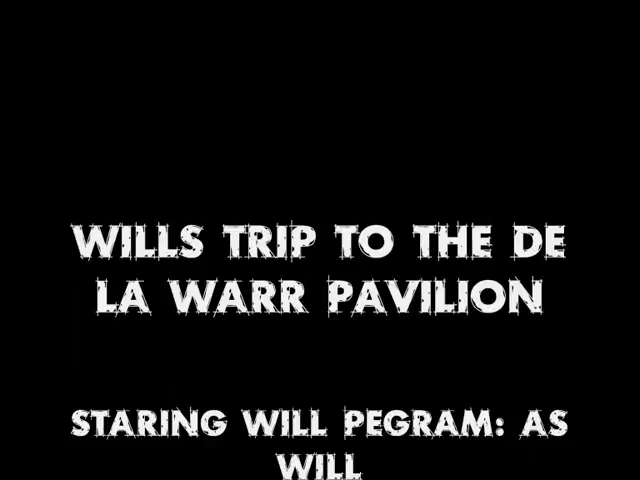 WILLS TRIP TO THE DE
LA WARR PAVILION
STARING WILL PEGRAM: AS
WILL